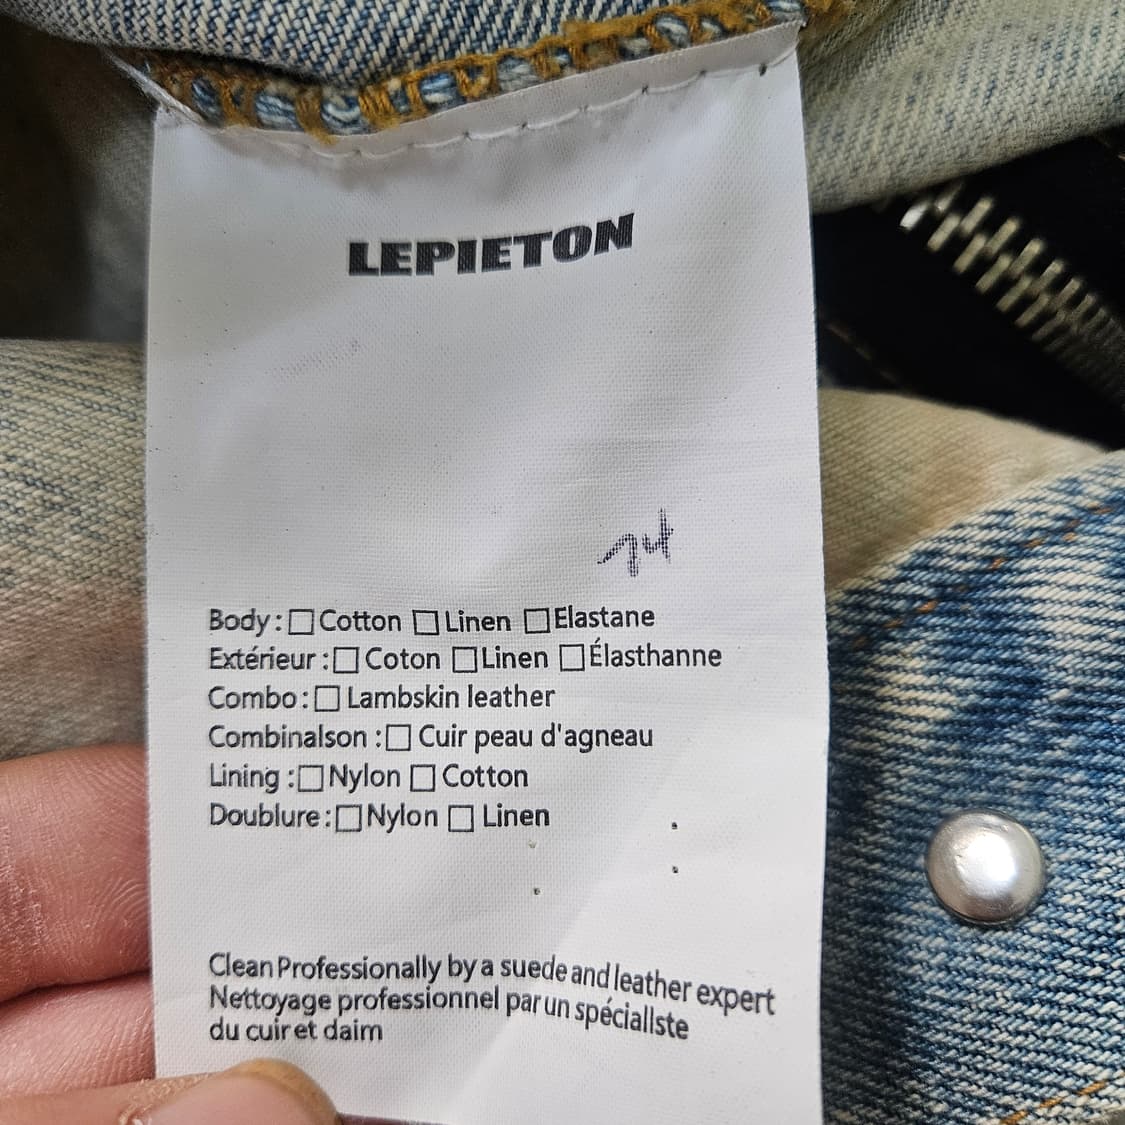 LEPIETON
Body: □ Cotton □ Linen □ Elastane
Extérieur : □ Coton □ Linen □ Élasthanne
Combo: □ Lambskin leather
Combinalson : □ Cuir peau d'agneau
Lining : □ Nylon □ Cotton
Doublure: □ Nylon □ Linen
Clean Professionally by a suede and leather expert
Nettoyage professionnel par un spéciallste
du cuir et daim